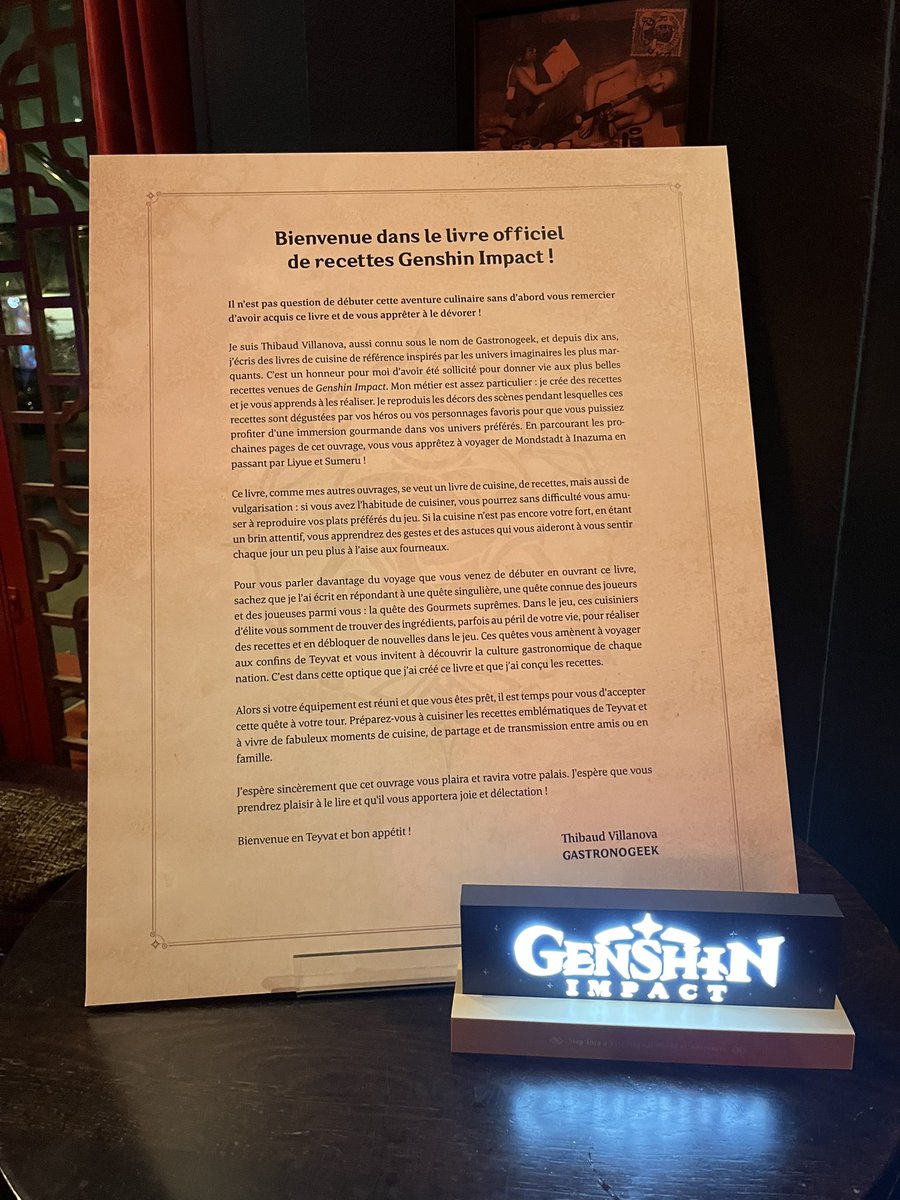 Bienvenue dans le livre officiel
de recettes Genshin Impact !
Il n'est pas question de débuter cette aventure culinaire sans d'abord vous remercier
d'avoir acquis ce livre et de vous apprêter à le dévorer !
Je suis Thibaud Villanova, aussi connu sous le nom de Gastronogeek, et depuis dix ans,
j'écris des livres de cuisine de référence inspirés par les univers imaginaires les plus mar-
quants. C'est un honneur pour moi d'avoir été sollicité pour donner vie aux plus belles
recettes venues de Genshin Impact. Mon métier est assez particulier : je crée des recettes
et je vous apprends à les réaliser. Je reproduis les décors des scènes pendant lesquelles ces
recettes sont dégustées par vos héros ou vos personnages favoris pour que vous puissiez
profiter d'une immersion gourmande dans vos univers préférés. En parcourant les pro-
chaines pages de cet ouvrage, vous vous apprêtez à voyager de Mondstadt à Inazuma en
passant par Liyue et Sumeru !
Ce livre, comme mes autres ouvrages, se veut un livre de cuisine, de recettes, mais aussi de
vulgarisation : si vous avez l'habitude de cuisiner, vous pourrez sans difficulté vous amu-
ser à reproduire vos plats préférés du jeu. Si la cuisine n'est pas encore votre fort, en étant
un brin attentif, vous apprendrez des gestes et des astuces qui vous aideront à vous sentir
chaque jour un peu plus à l'aise aux fourneaux.
Pour vous parler davantage du voyage que vous venez de débuter en ouvrant ce livre,
sachez que je l'ai écrit en répondant à une quête singulière, une quête connue des joueurs
et des joueuses parmi vous : la quête des Gourmets suprêmes. Dans le jeu, ces cuisiniers
d'élite vous somment de trouver des ingrédients, parfois au péril de votre vie, pour réaliser
des recettes et en débloquer de nouvelles dans le jeu. Ces quêtes vous amènent à voyager
aux confins de Teyvat et vous invitent à découvrir la culture gastronomique de chaque
nation. C'est dans cette optique que j'ai créé ce livre et que j'ai conçu les recettes.
Alors si votre équipement est réuni et que vous êtes prêt, il est temps pour vous d'accepter
cette quête à votre tour. Préparez-vous à cuisiner les recettes emblématiques de Teyvat et
à vivre de fabuleux moments de cuisine, de partage et de transmission entre amis ou en
famille.
J'espère sincèrement que cet ouvrage vous plaira et ravira votre palais. J'espère que vous
prendrez plaisir à le lire et qu'il vous apportera joie et délectation !
Bienvenue en Teyvat et bon appétit !
Thibaud Villanova
GASTRONOGEEK
GENSHIN
IMPACT